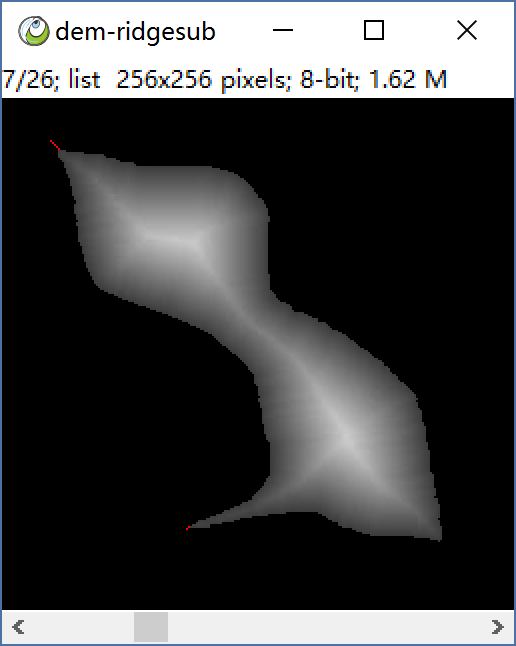 dem-ridgesub
7/26; list 256x256 pixels; 8-bit; 1.62 M